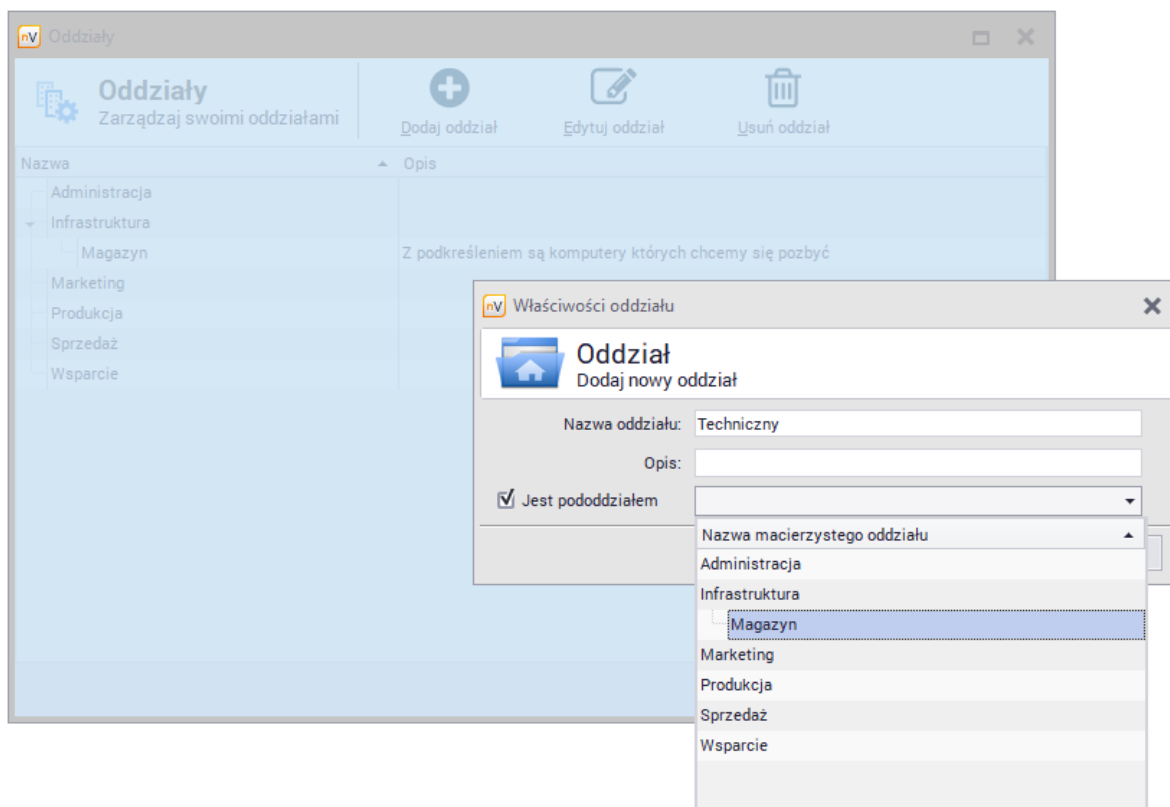 nV Oddziały
Oddziały
Zarządzaj swoimi oddziałami
Dodaj oddział Edytuj oddział Usuń oddział
Nazwa Opis
Administracja
Infrastruktura
Magazyn Z podkreśleniem są komputery których chcemy się pozbyć
Marketing
Produkcja
Sprzedaż
Wsparcie
nV Właściwości oddziału
Oddział
Dodaj nowy oddział
Nazwa oddziału: Techniczny
Opis:
Jest pododdziałem
Nazwa macierzystego oddziału
Administracja
Infrastruktura
Magazyn
Marketing
Produkcja
Sprzedaż
Wsparcie